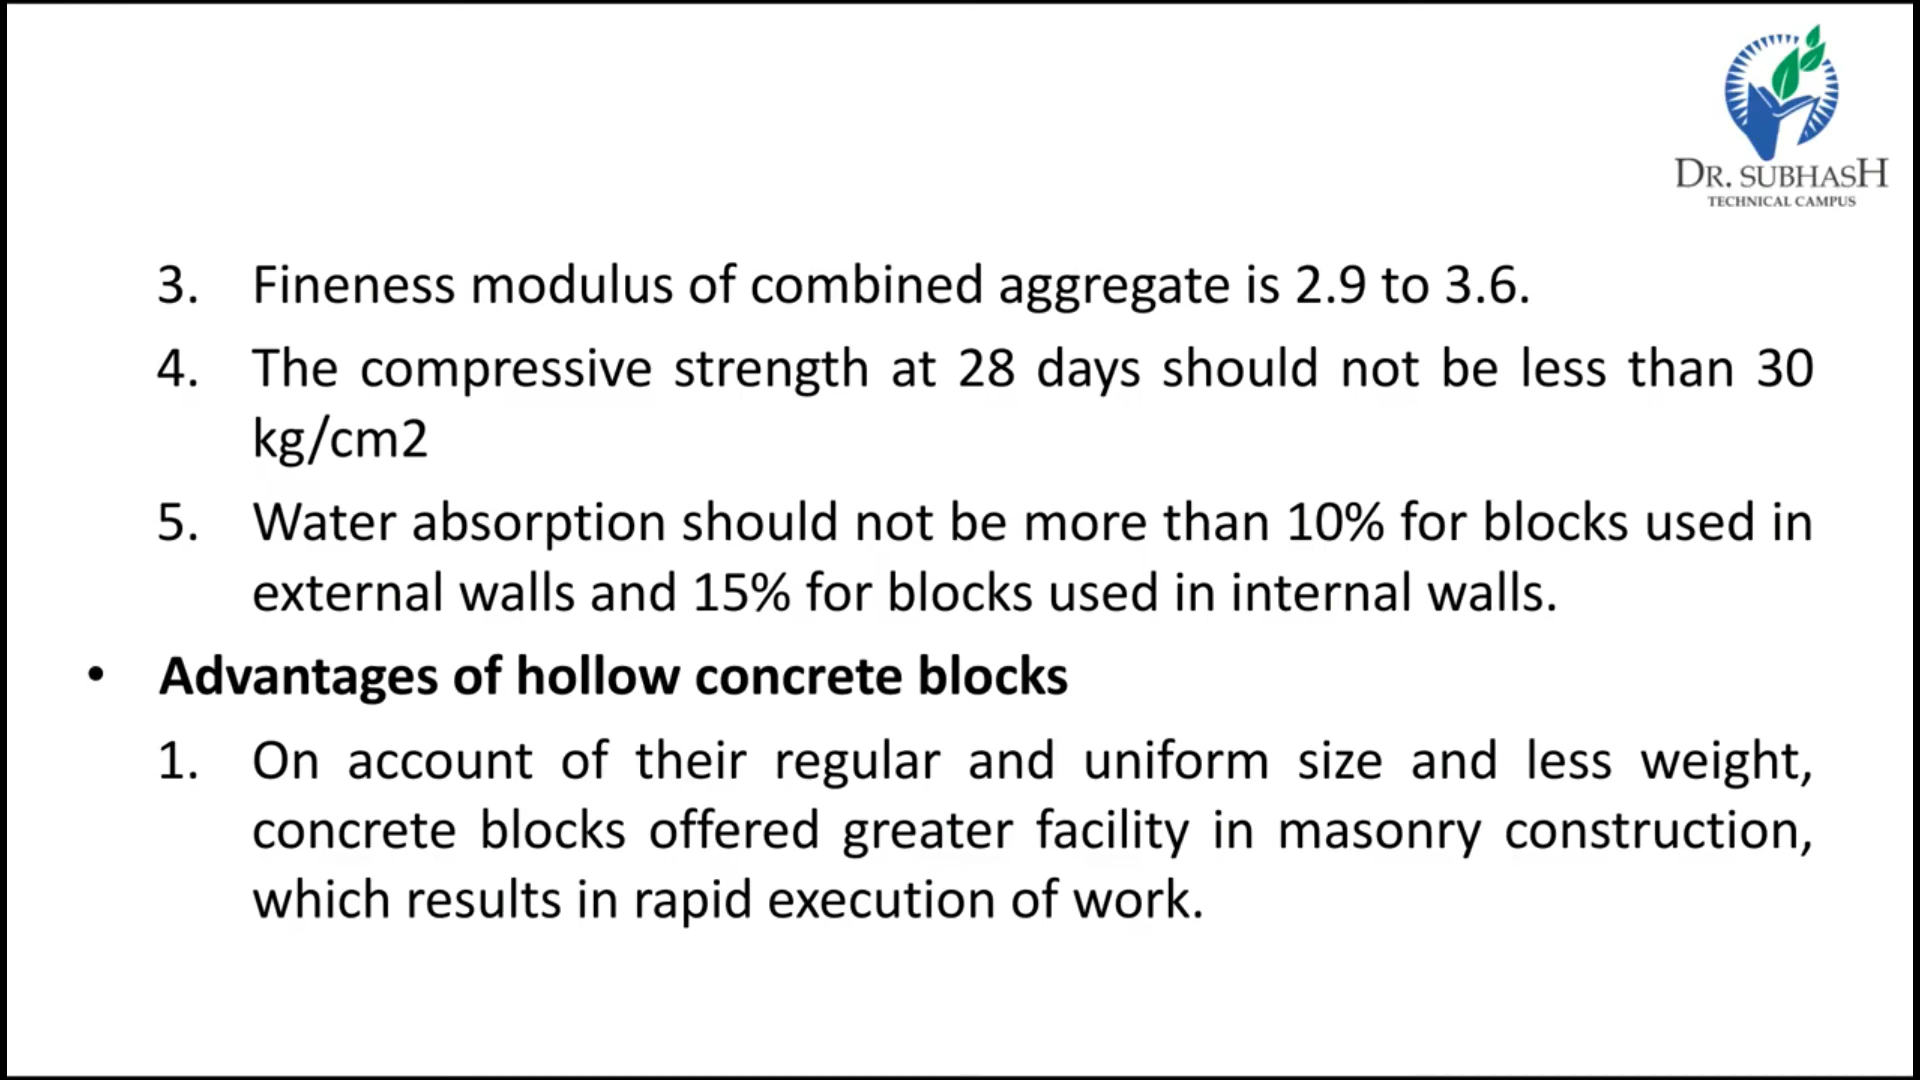 DR. SUBHASH
TECHNICAL CAMPUS
3. Fineness modulus of combined aggregate is 2.9 to 3.6.
4. The compressive strength at 28 days should not be less than 30
kg/cm2
5. Water absorption should not be more than 10% for blocks used in
external walls and 15% for blocks used in internal walls.
• Advantages of hollow concrete blocks
1. On account of their regular and uniform size and less weight,
concrete blocks offered greater facility in masonry construction,
which results in rapid execution of work.